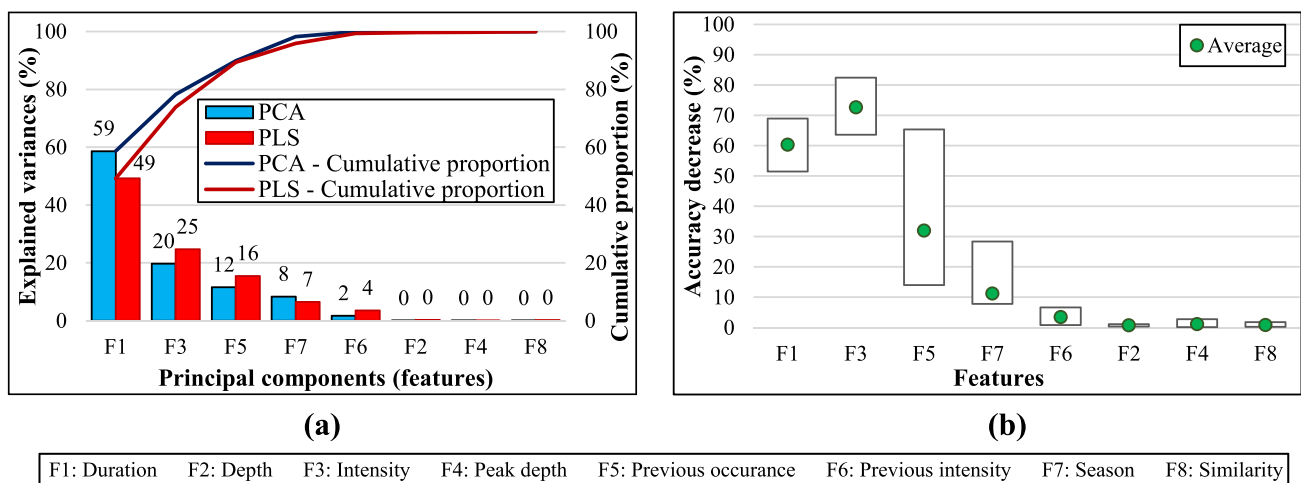 Explained variances (%)
100
80
60
40
20
0
59
49
20
25
12
16
8
7
2
4
0 0
0 0
0 0
PCA
PLS
PCA - Cumulative proportion
PLS - Cumulative proportion
100
80
60
40
20
0
Cumulative proportion (%)
F1 F3 F5 F7 F6 F2 F4 F8
Principal components (features)
(a)
Accuracy decrease (%)
100
90
80
70
60
50
40
30
20
10
0
Average
F1 F3 F5 F7 F6 F2 F4 F8
Features
(b)
F1: Duration F2: Depth F3: Intensity F4: Peak depth F5: Previous occurance F6: Previous intensity F7: Season F8: Similarity